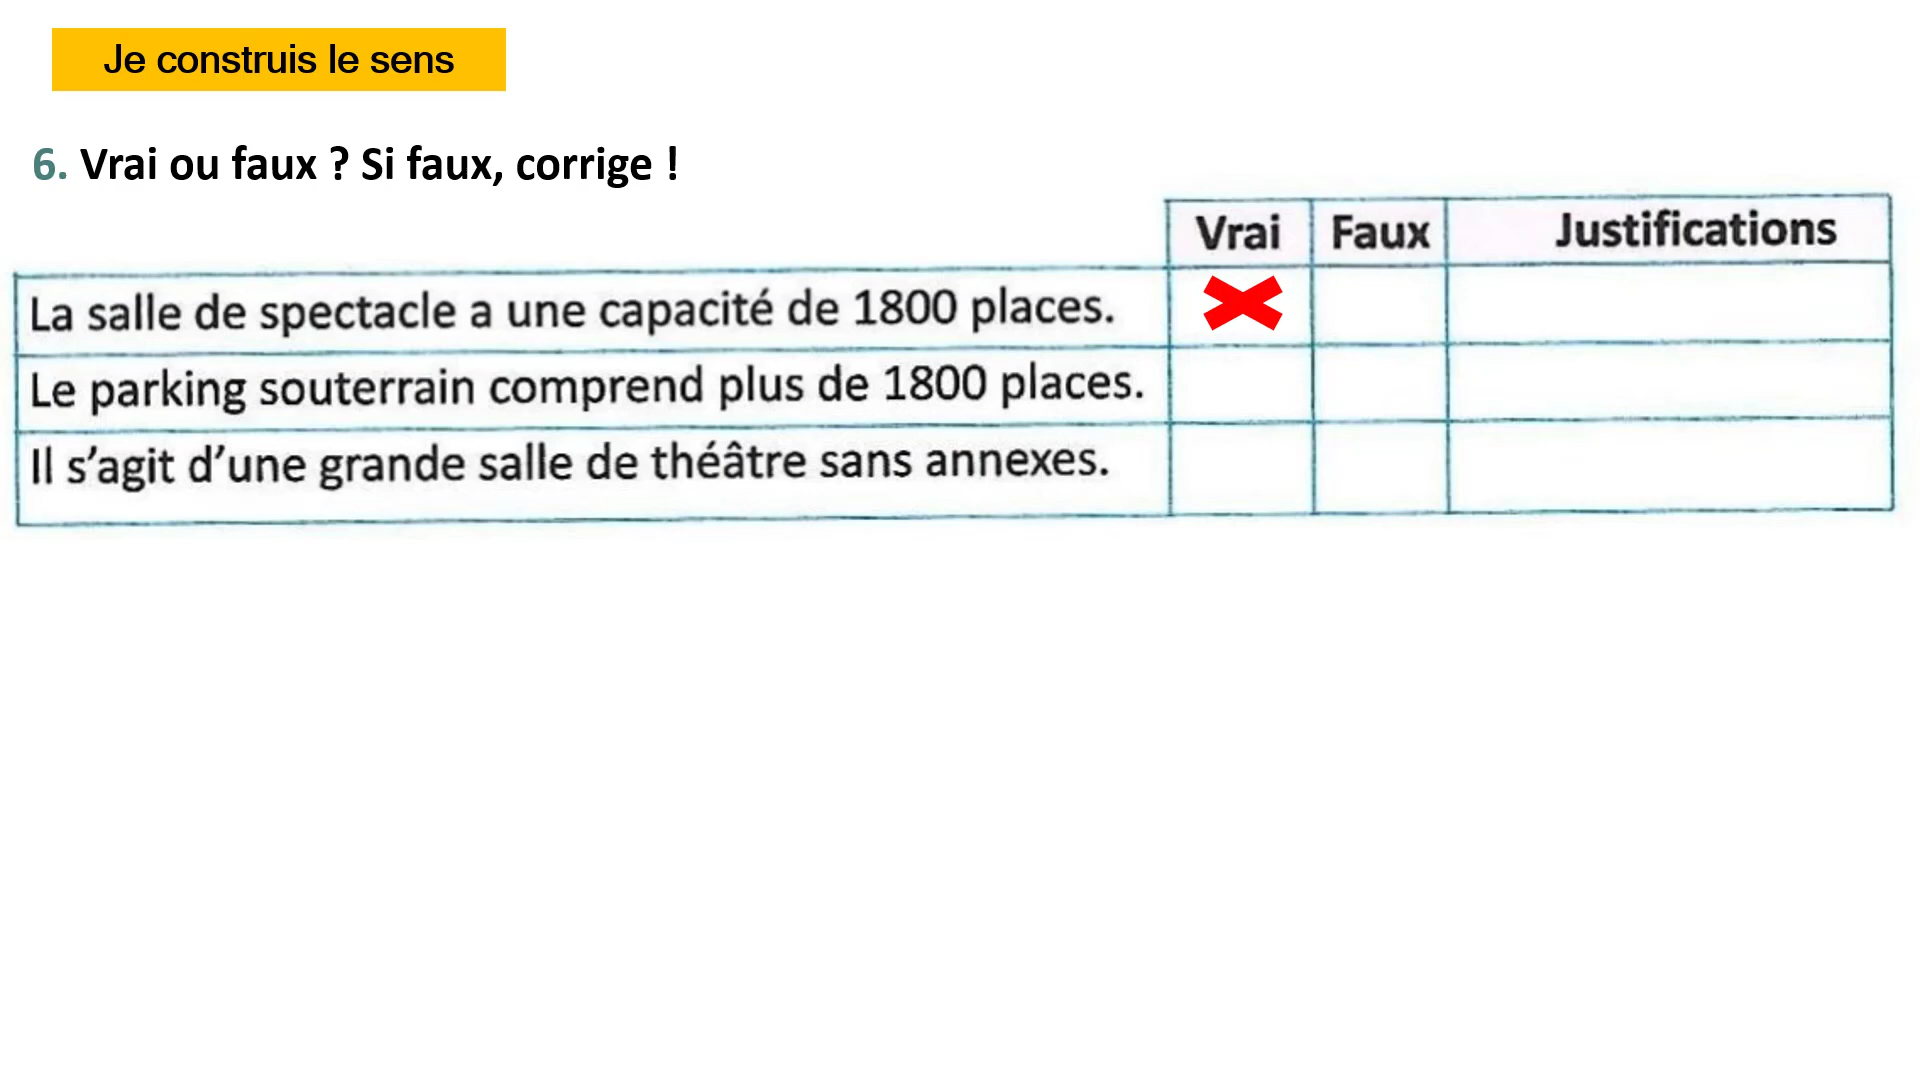 Je construis le sens
6. Vrai ou faux ? Si faux, corrige !
Vrai Faux Justifications
La salle de spectacle a une capacité de 1800 places.
Le parking souterrain comprend plus de 1800 places.
Il s’agit d’une grande salle de théâtre sans annexes.